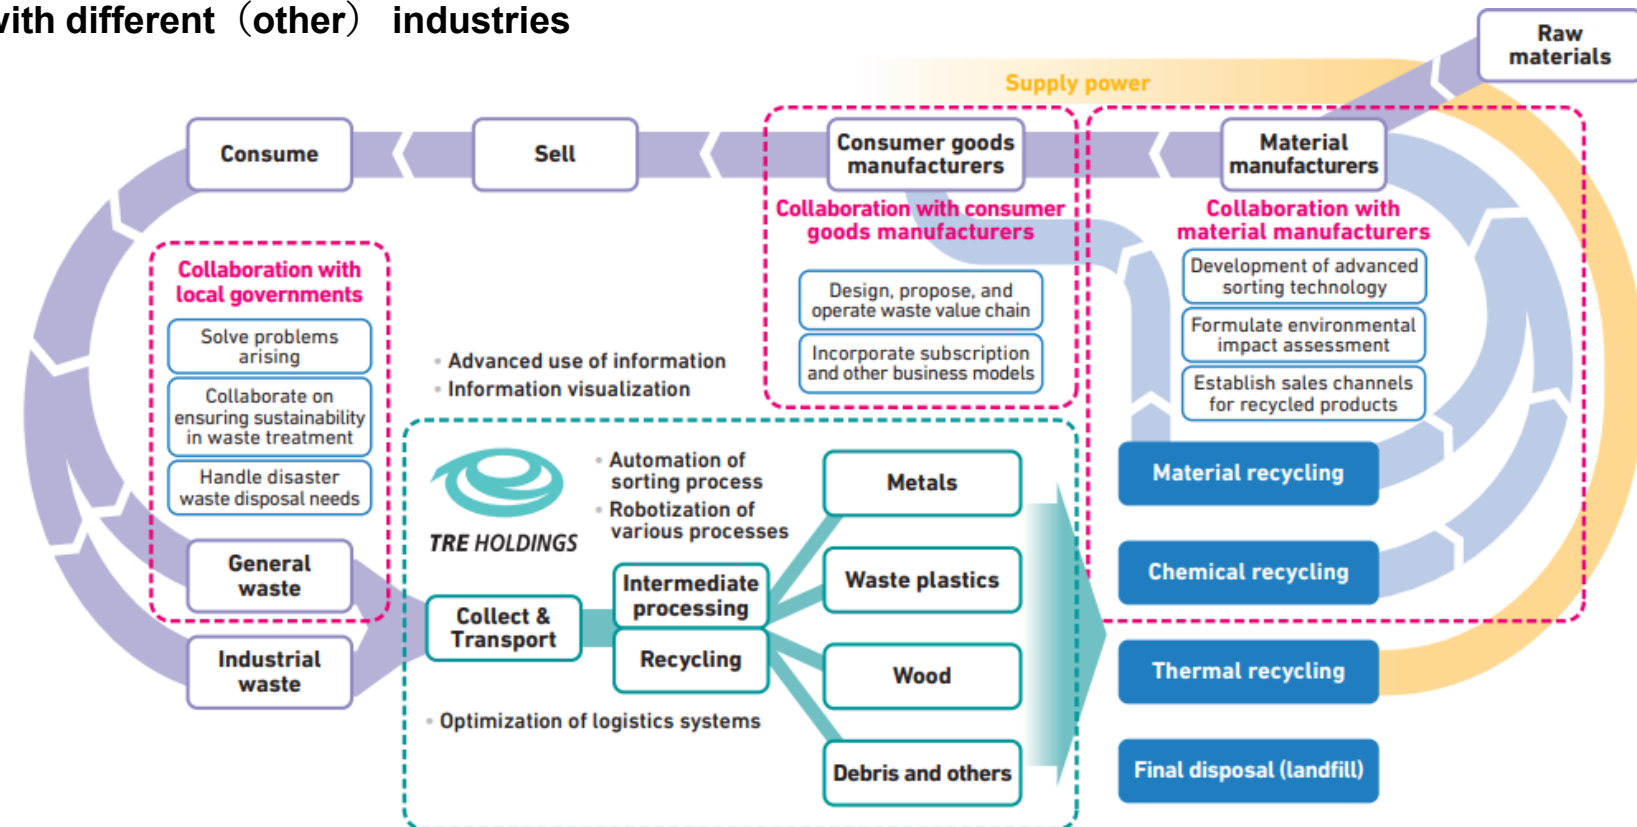 with different（other） industries
Raw
materials
Supply power
Consume
Sell
Consumer goods
manufacturers
Material
manufacturers
Collaboration with consumer
goods manufacturers
Design, propose, and
operate waste value chain
Incorporate subscription
and other business models
Collaboration with
material manufacturers
Development of advanced
sorting technology
Formulate environmental
impact assessment
Establish sales channels
for recycled products
Collaboration with
local governments
Solve problems
arising
Collaborate on
ensuring sustainability
in waste treatment
Handle disaster
waste disposal needs
General
waste
Industrial
waste
• Advanced use of information
• Information visualization
TRE HOLDINGS
• Automation of
sorting process
• Robotization of
various processes
Collect &
Transport
Intermediate
processing
Recycling
• Optimization of logistics systems
Metals
Waste plastics
Wood
Debris and others
Material recycling
Chemical recycling
Thermal recycling
Final disposal (landfill)